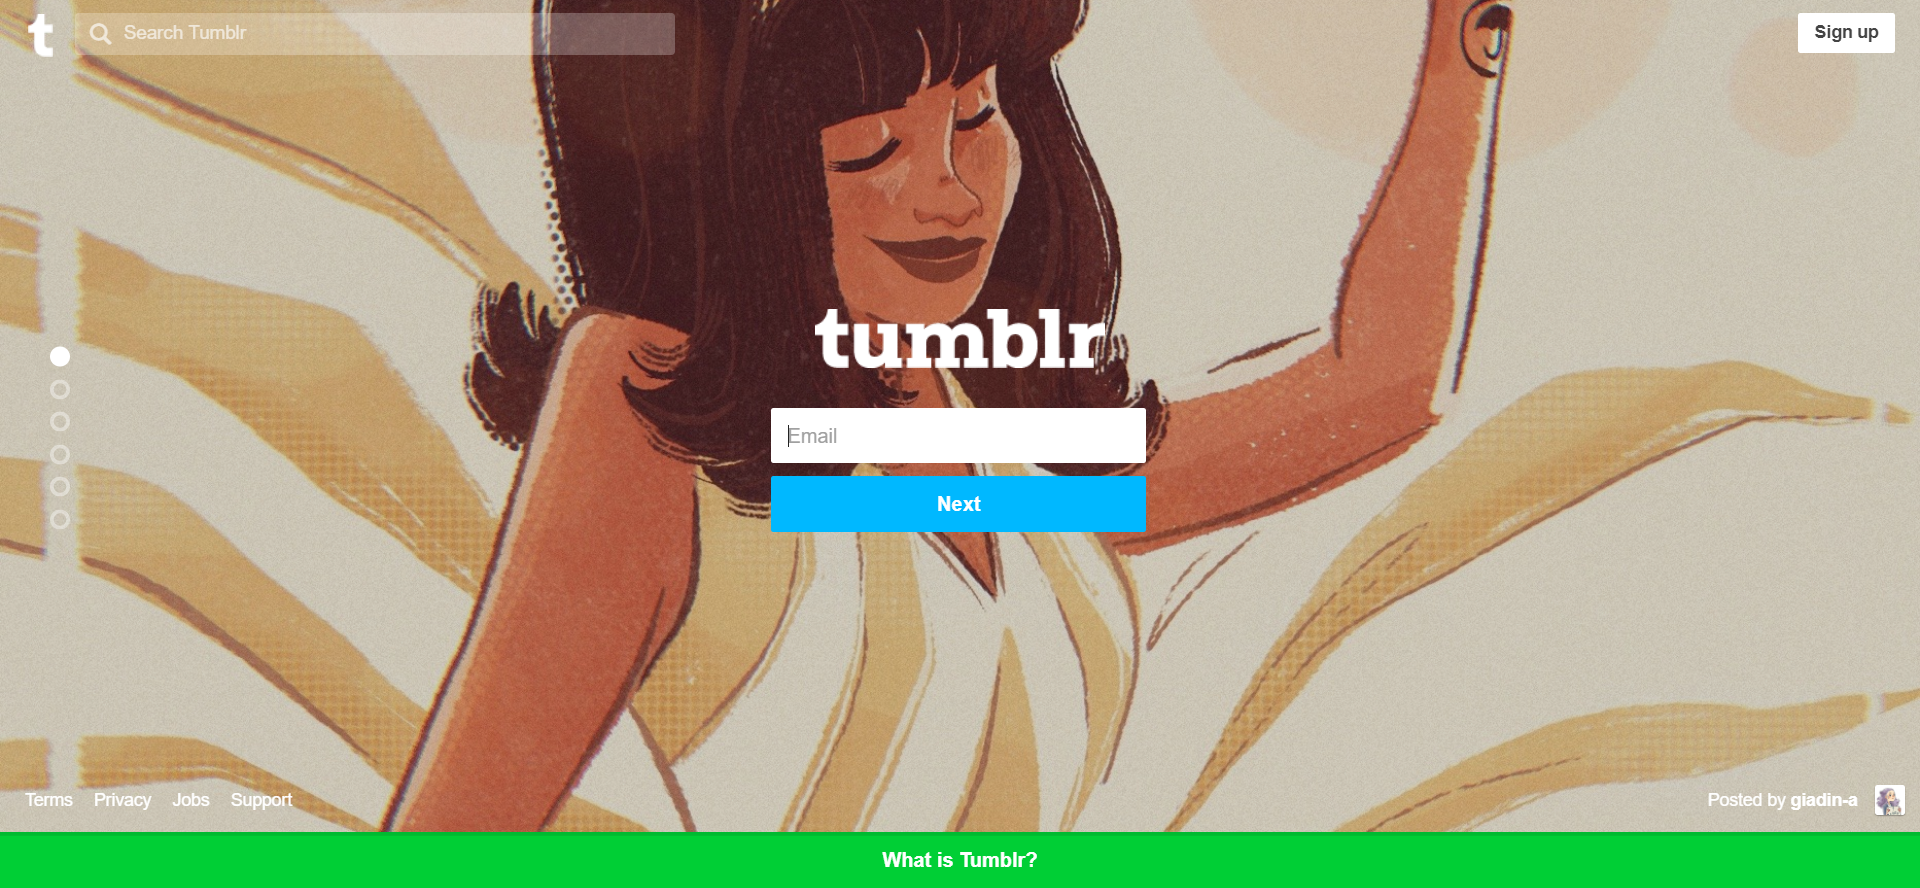 t
Search Tumblr
Sign up
tumblr
Email
Next
Terms Privacy Jobs Support
Posted by giadin-a
What is Tumblr?